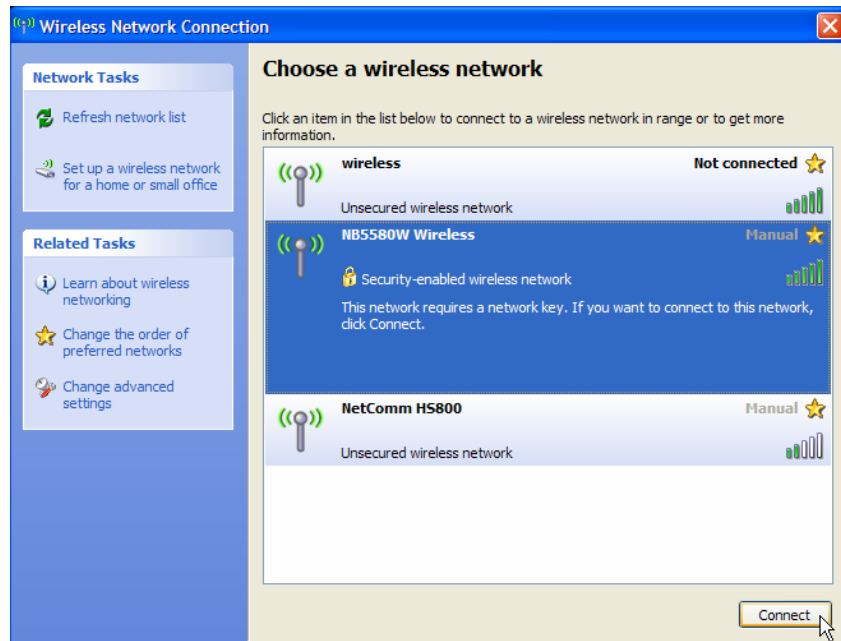 Wireless Network Connection
Network Tasks
Refresh network list
Set up a wireless network
for a home or small office
Related Tasks
Learn about wireless
networking
Change the order of
preferred networks
Change advanced
settings
Choose a wireless network
Click an item in the list below to connect to a wireless network in range or to get more
information.
wireless Not connected
Unsecured wireless network
NB5580W Wireless Manual
Security-enabled wireless network
This network requires a network key. If you want to connect to this network,
click Connect.
NetComm HS800 Manual
Unsecured wireless network
Connect